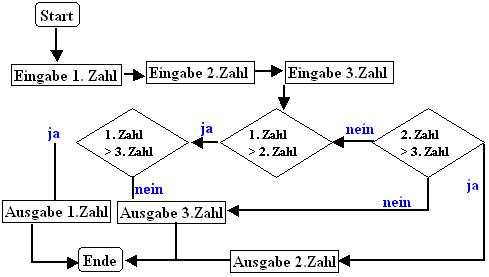 Start
Eingabe 1. Zahl
Eingabe 2.Zahl
Eingabe 3.Zahl
ja
1. Zahl
> 3. Zahl
ja
1. Zahl
> 2. Zahl
nein
2. Zahl
> 3. Zahl
ja
nein
nein
Ausgabe 1.Zahl
Ausgabe 3.Zahl
Ende
Ausgabe 2.Zahl